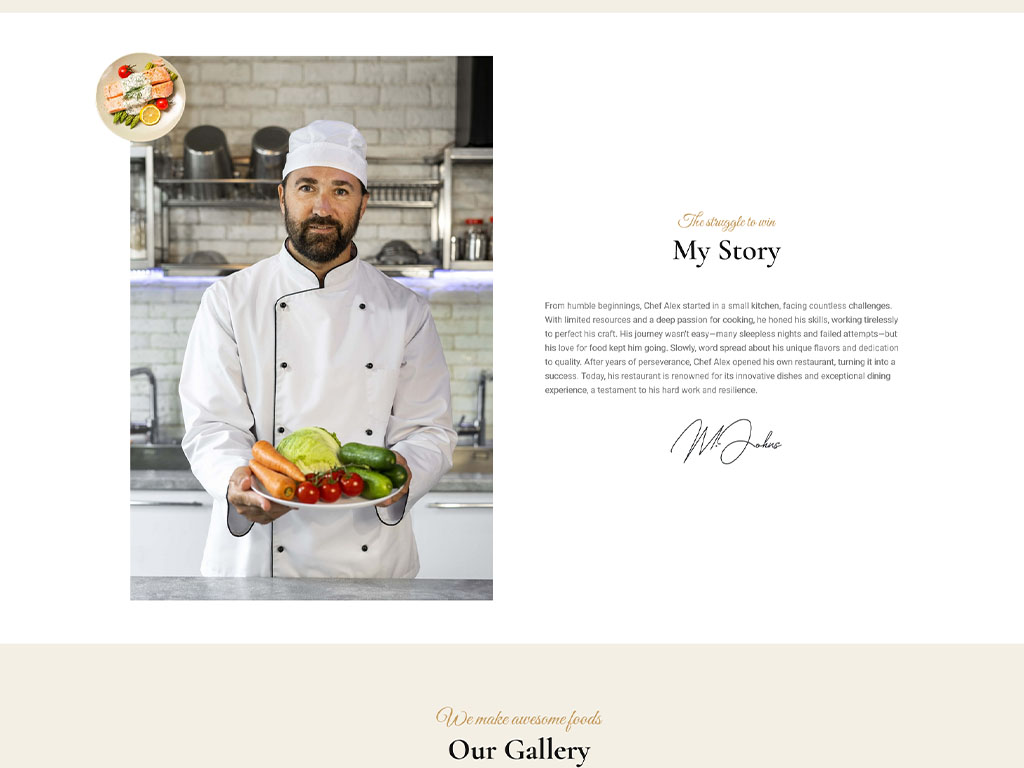 The struggle to win
My Story
From humble beginnings, Chef Alex started in a small kitchen, facing countless challenges.
With limited resources and a deep passion for cooking, he honed his skills, working tirelessly
to perfect his craft. His journey wasn't easy—many sleepless nights and failed attempts—but
his love for food kept him going. Slowly, word spread about his unique flavors and dedication
to quality. After years of perseverance, Chef Alex opened his own restaurant, turning it into a
success. Today, his restaurant is renowned for its innovative dishes and exceptional dining
experience, a testament to his hard work and resilience.
M. Johns
We make awesome foods
Our Gallery